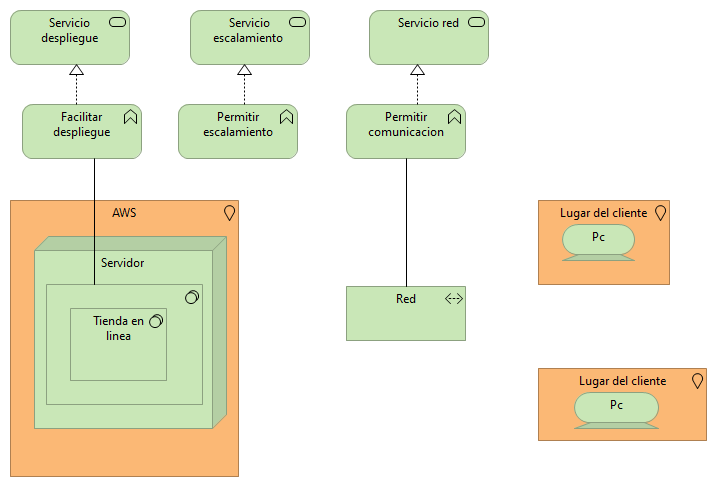 Servicio
despliegue
Servicio
escalamiento
Servicio red
Facilitar
despliegue
Permitir
escalamiento
Permitir
comunicacion
AWS
Servidor
Tienda en
linea
Red
Lugar del cliente
Pc
Lugar del cliente
Pc